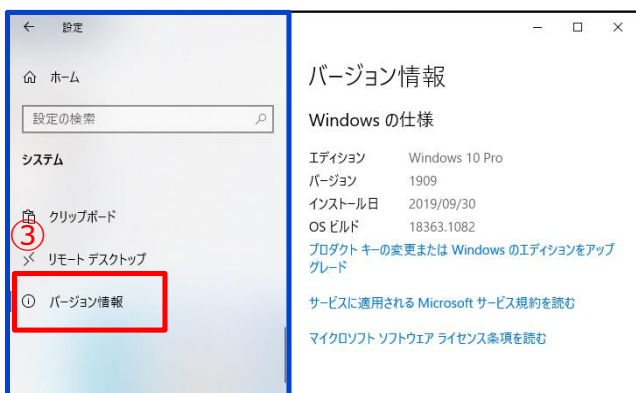 設定
ホーム
設定の検索
システム
クリップボード
③
リモート デスクトップ
バージョン情報
バージョン情報
Windows の仕様
エディション Windows 10 Pro
バージョン 1909
インストール日 2019/09/30
OS ビルド 18363.1082
プロダクト キーの変更または Windows のエディションをアップ
グレード
サービスに適用される Microsoft サービス規約を読む
マイクロソフト ソフトウェア ライセンス条項を読む